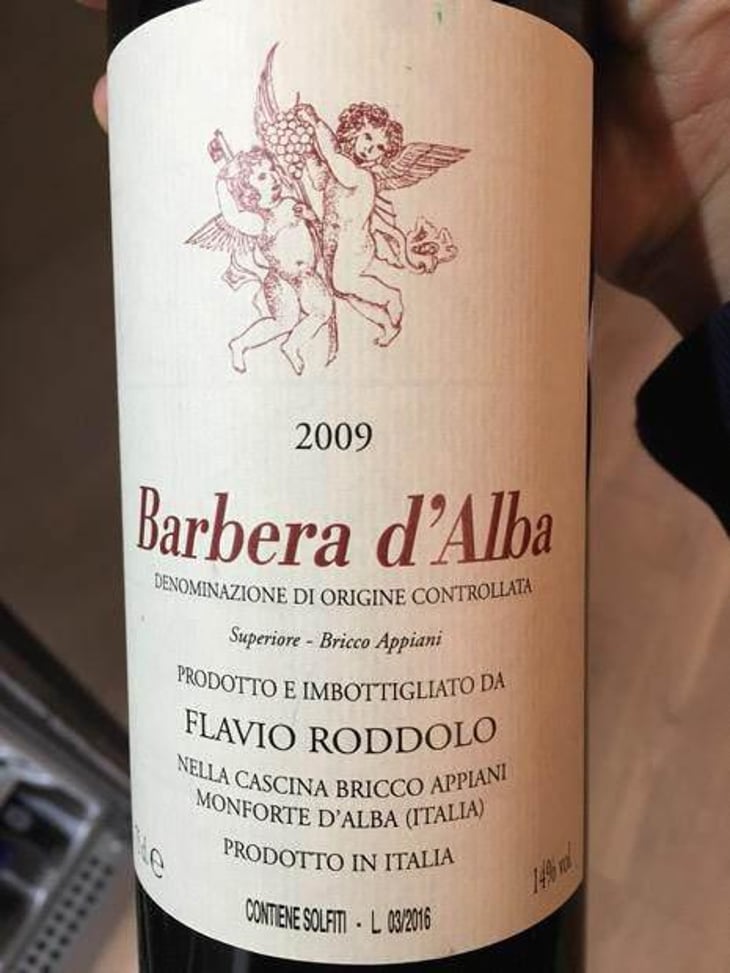 2009
Barbera d'Alba
DENOMINAZIONE DI ORIGINE CONTROLLATA
Superiore - Bricco Appiani
PRODOTTO E IMBOTTIGLIATO DA
FLAVIO RODDOLO
NELLA CASCINA BRICCO APPIANI
MONFORTE D'ALBA (ITALIA)
PRODOTTO IN ITALIA
e
14% vol
CONTIENE SOLFITI - L. 03/2016